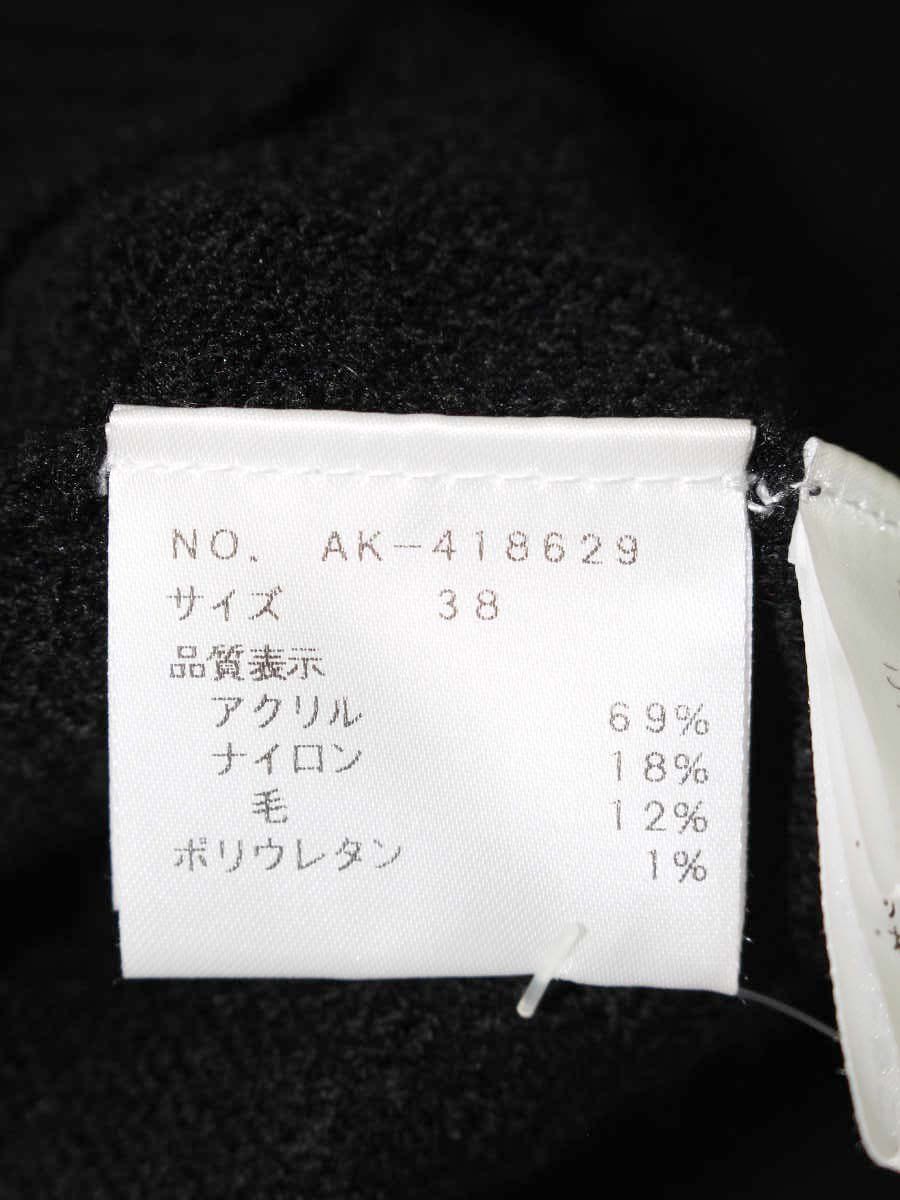 NO. AK-418629
サイズ 38
品質表示
アクリル 69%
ナイロン 18%
毛 12%
ポリウレタン 1%